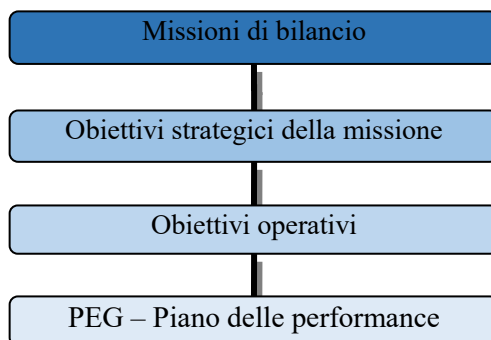 Missioni di bilancio
Obiettivi strategici della missione
Obiettivi operativi
PEG – Piano delle performance